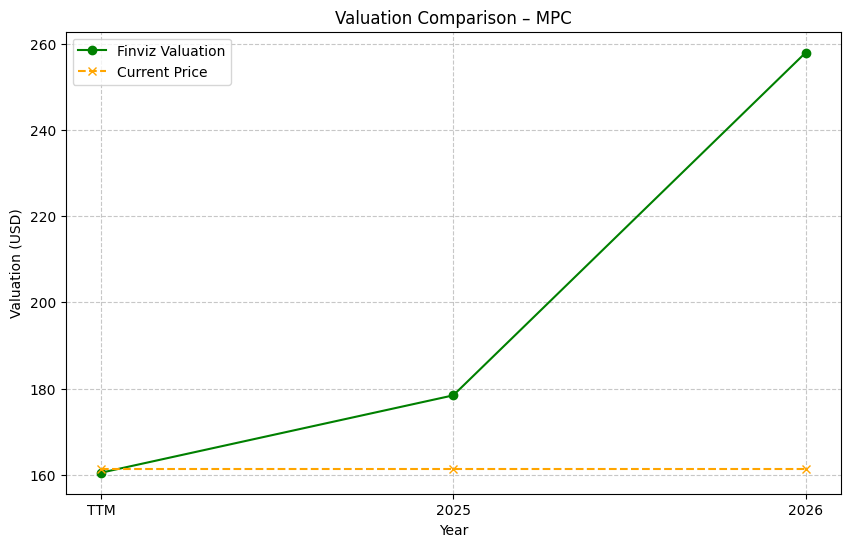 Valuation Comparison – MPC
Finviz Valuation
Current Price
Valuation (USD)
260
240
220
200
180
160
TTM
2025
2026
Year